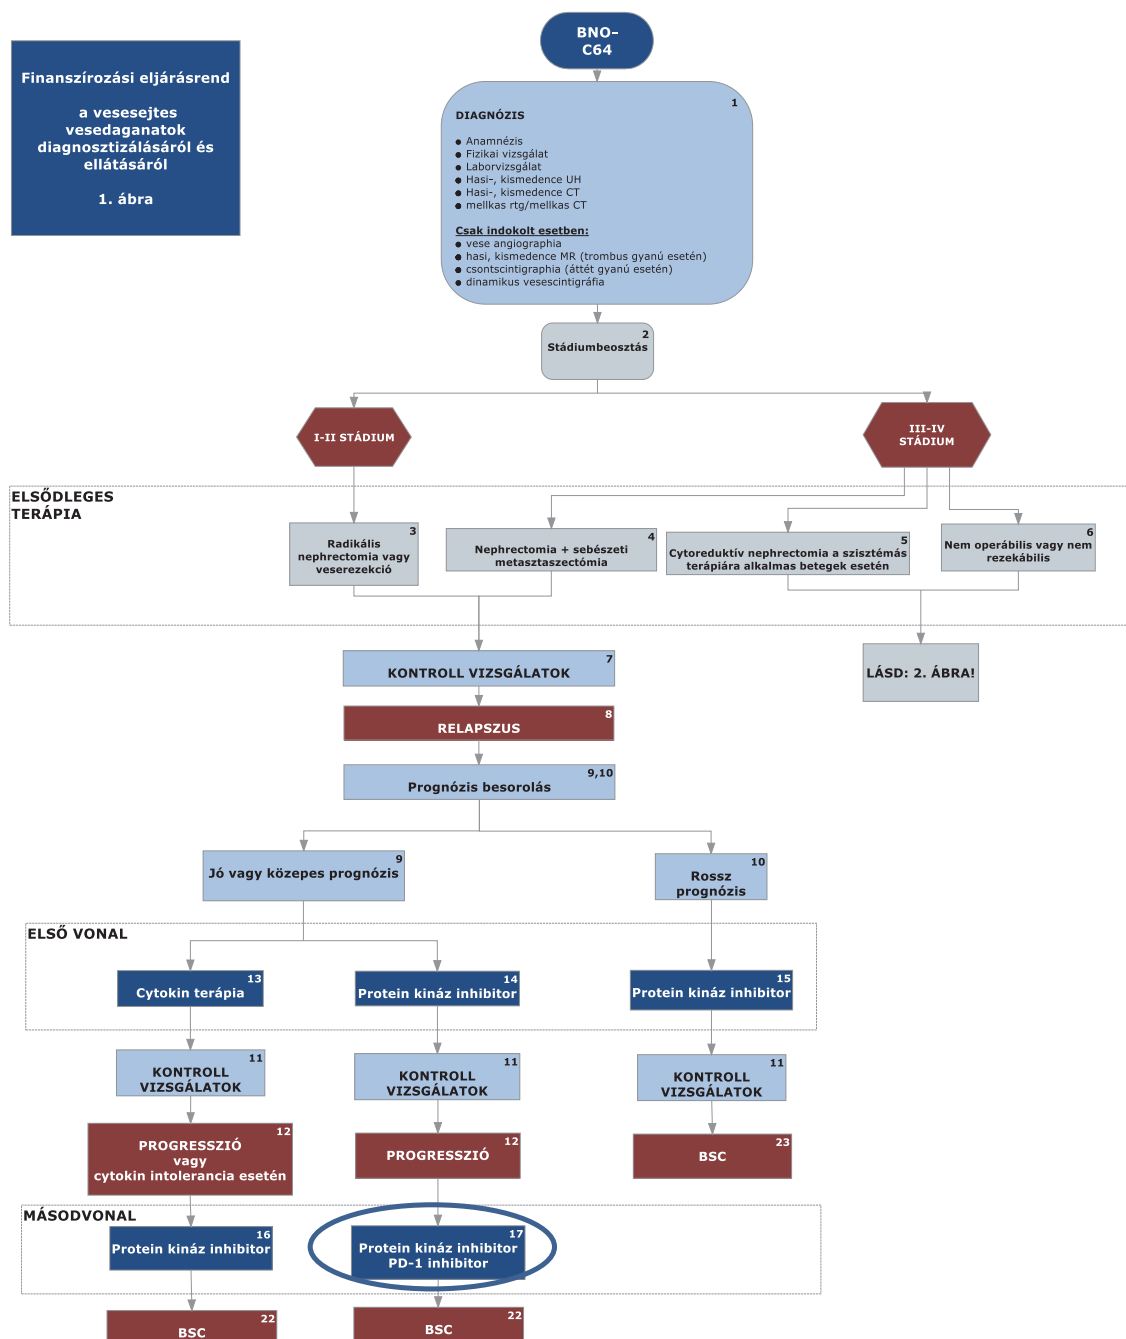 BNO–
C64
Finanszírozási eljárásrend
a vesesejtes
vesedaganatok
diagnosztizálásáról és
ellátásáról
1. ábra
1
DIAGNÓZIS
● Anamnézis
● Fizikai vizsgálat
● Laborvizsgálat
● Hasi–, kismedence UH
● Hasi-, kismedence CT
● mellkas rtg/mellkas CT
Csak indokolt esetben:
● vese angiographia
● hasi, kismedence MR (trombus gyanú esetén)
● csontscintigraphia (áttét gyanú esetén)
● dinamikus vesescintigráfia
2
Stádiumbeosztás
I-II STÁDIUM
III-IV
STÁDIUM
ELSŐDLEGES
TERÁPIA
3
Radikális
nephrectomia vagy
veserezekció
4
Nephrectomia + sebészeti
metasztaszectómia
5
Cytoreduktív nephrectomia a szisztémás
terápiára alkalmas betegek esetén
6
Nem operábilis vagy nem
rezekábilis
7
KONTROLL VIZSGÁLATOK
LÁSD: 2. ÁBRA!
8
RELAPSZUS
9,10
Prognózis besorolás
9
Jó vagy közepes prognózis
10
Rossz
prognózis
ELSŐ VONAL
13
Cytokin terápia
14
Protein kináz inhibitor
15
Protein kináz inhibitor
11
KONTROLL
VIZSGÁLATOK
11
KONTROLL
VIZSGÁLATOK
11
KONTROLL
VIZSGÁLATOK
12
PROGRESSZIÓ
vagy
cytokin intolerancia esetén
12
PROGRESSZIÓ
23
BSC
MÁSODVONAL
16
Protein kináz inhibitor
17
Protein kináz inhibitor
PD-1 inhibitor
22
BSC
22
BSC